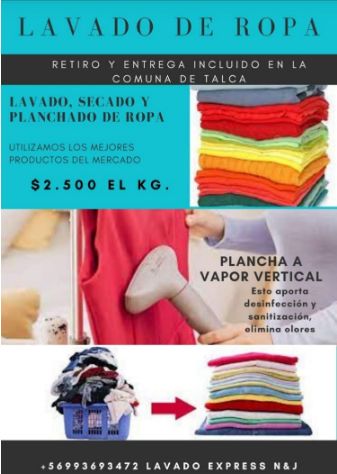 LAVADO DE ROPA
RETIRO Y ENTREGA INCLUIDO EN LA
COMUNA DE TALCA
LAVADO, SECADO Y
PLANCHADO DE ROPA
UTILIZAMOS LOS MEJORES
PRODUCTOS DEL MERCADO
$2.500 EL KG.
PLANCHA A
VAPOR VERTICAL
Esto aporta
desinfección y
sanitización,
elimina olores
+56993693472 LAVADO EXPRESS N&J